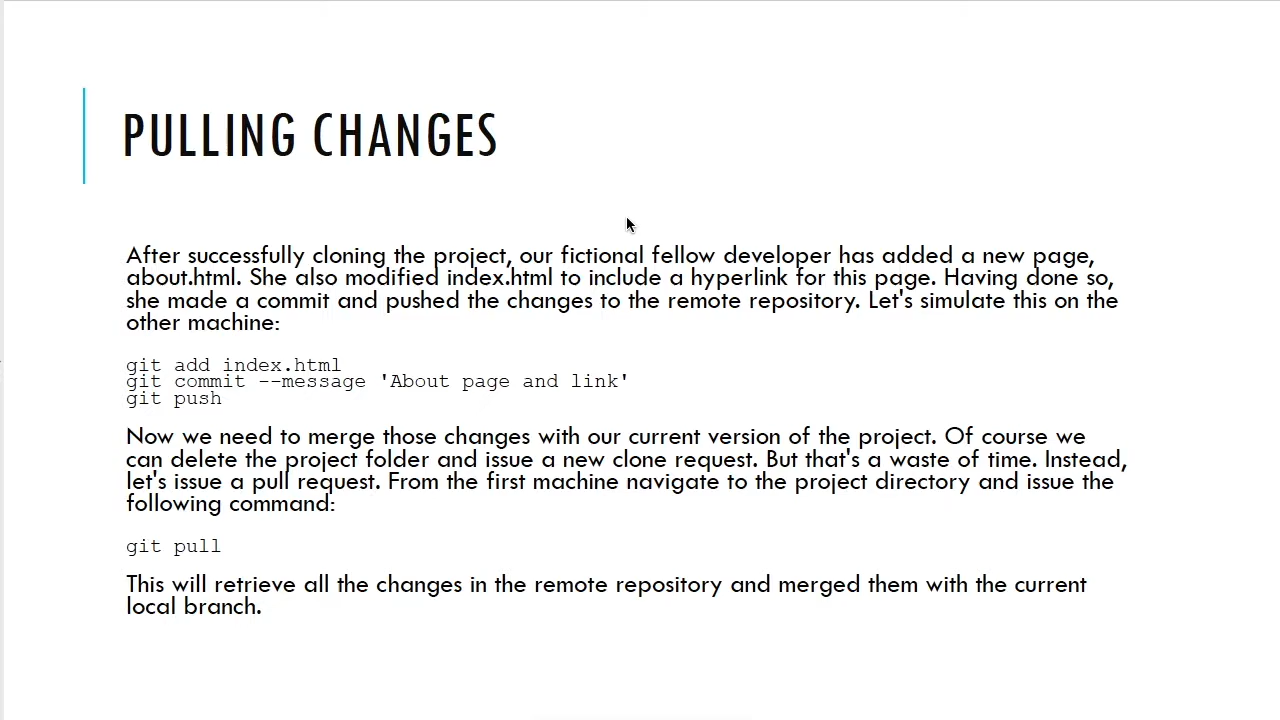 PULLING CHANGES
After successfully cloning the project, our fictional fellow developer has added a new page,
about.html. She also modified index.html to include a hyperlink for this page. Having done so,
she made a commit and pushed the changes to the remote repository. Let's simulate this on the
other machine:
git add index.html
git commit --message 'About page and link'
git push
Now we need to merge those changes with our current version of the project. Of course we
can delete the project folder and issue a new clone request. But that's a waste of time. Instead,
let's issue a pull request. From the first machine navigate to the project directory and issue the
following command:
git pull
This will retrieve all the changes in the remote repository and merged them with the current
local branch.